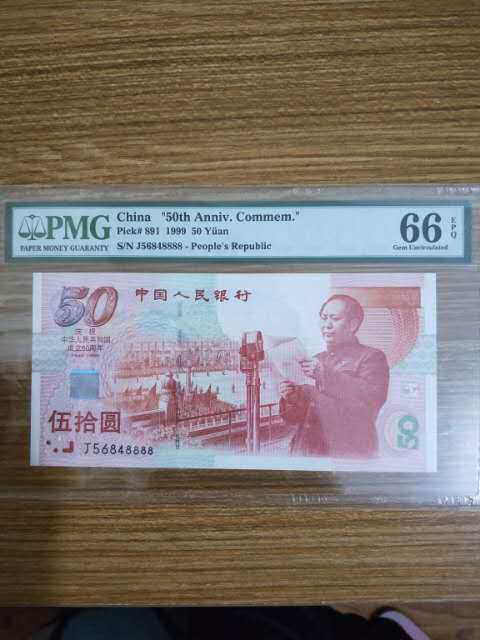 PMG
PAPER MONEY GUARANTY
China "50th Anniv. Commem."
Pick# 891 1999 50 Yüan
S/N J56848888 - People's Republic
66 EPQ
Gem Uncirculated
50
中国人民银行
庆祝
中华人民共和国
成立50周年
伍拾圆
J56848888
50